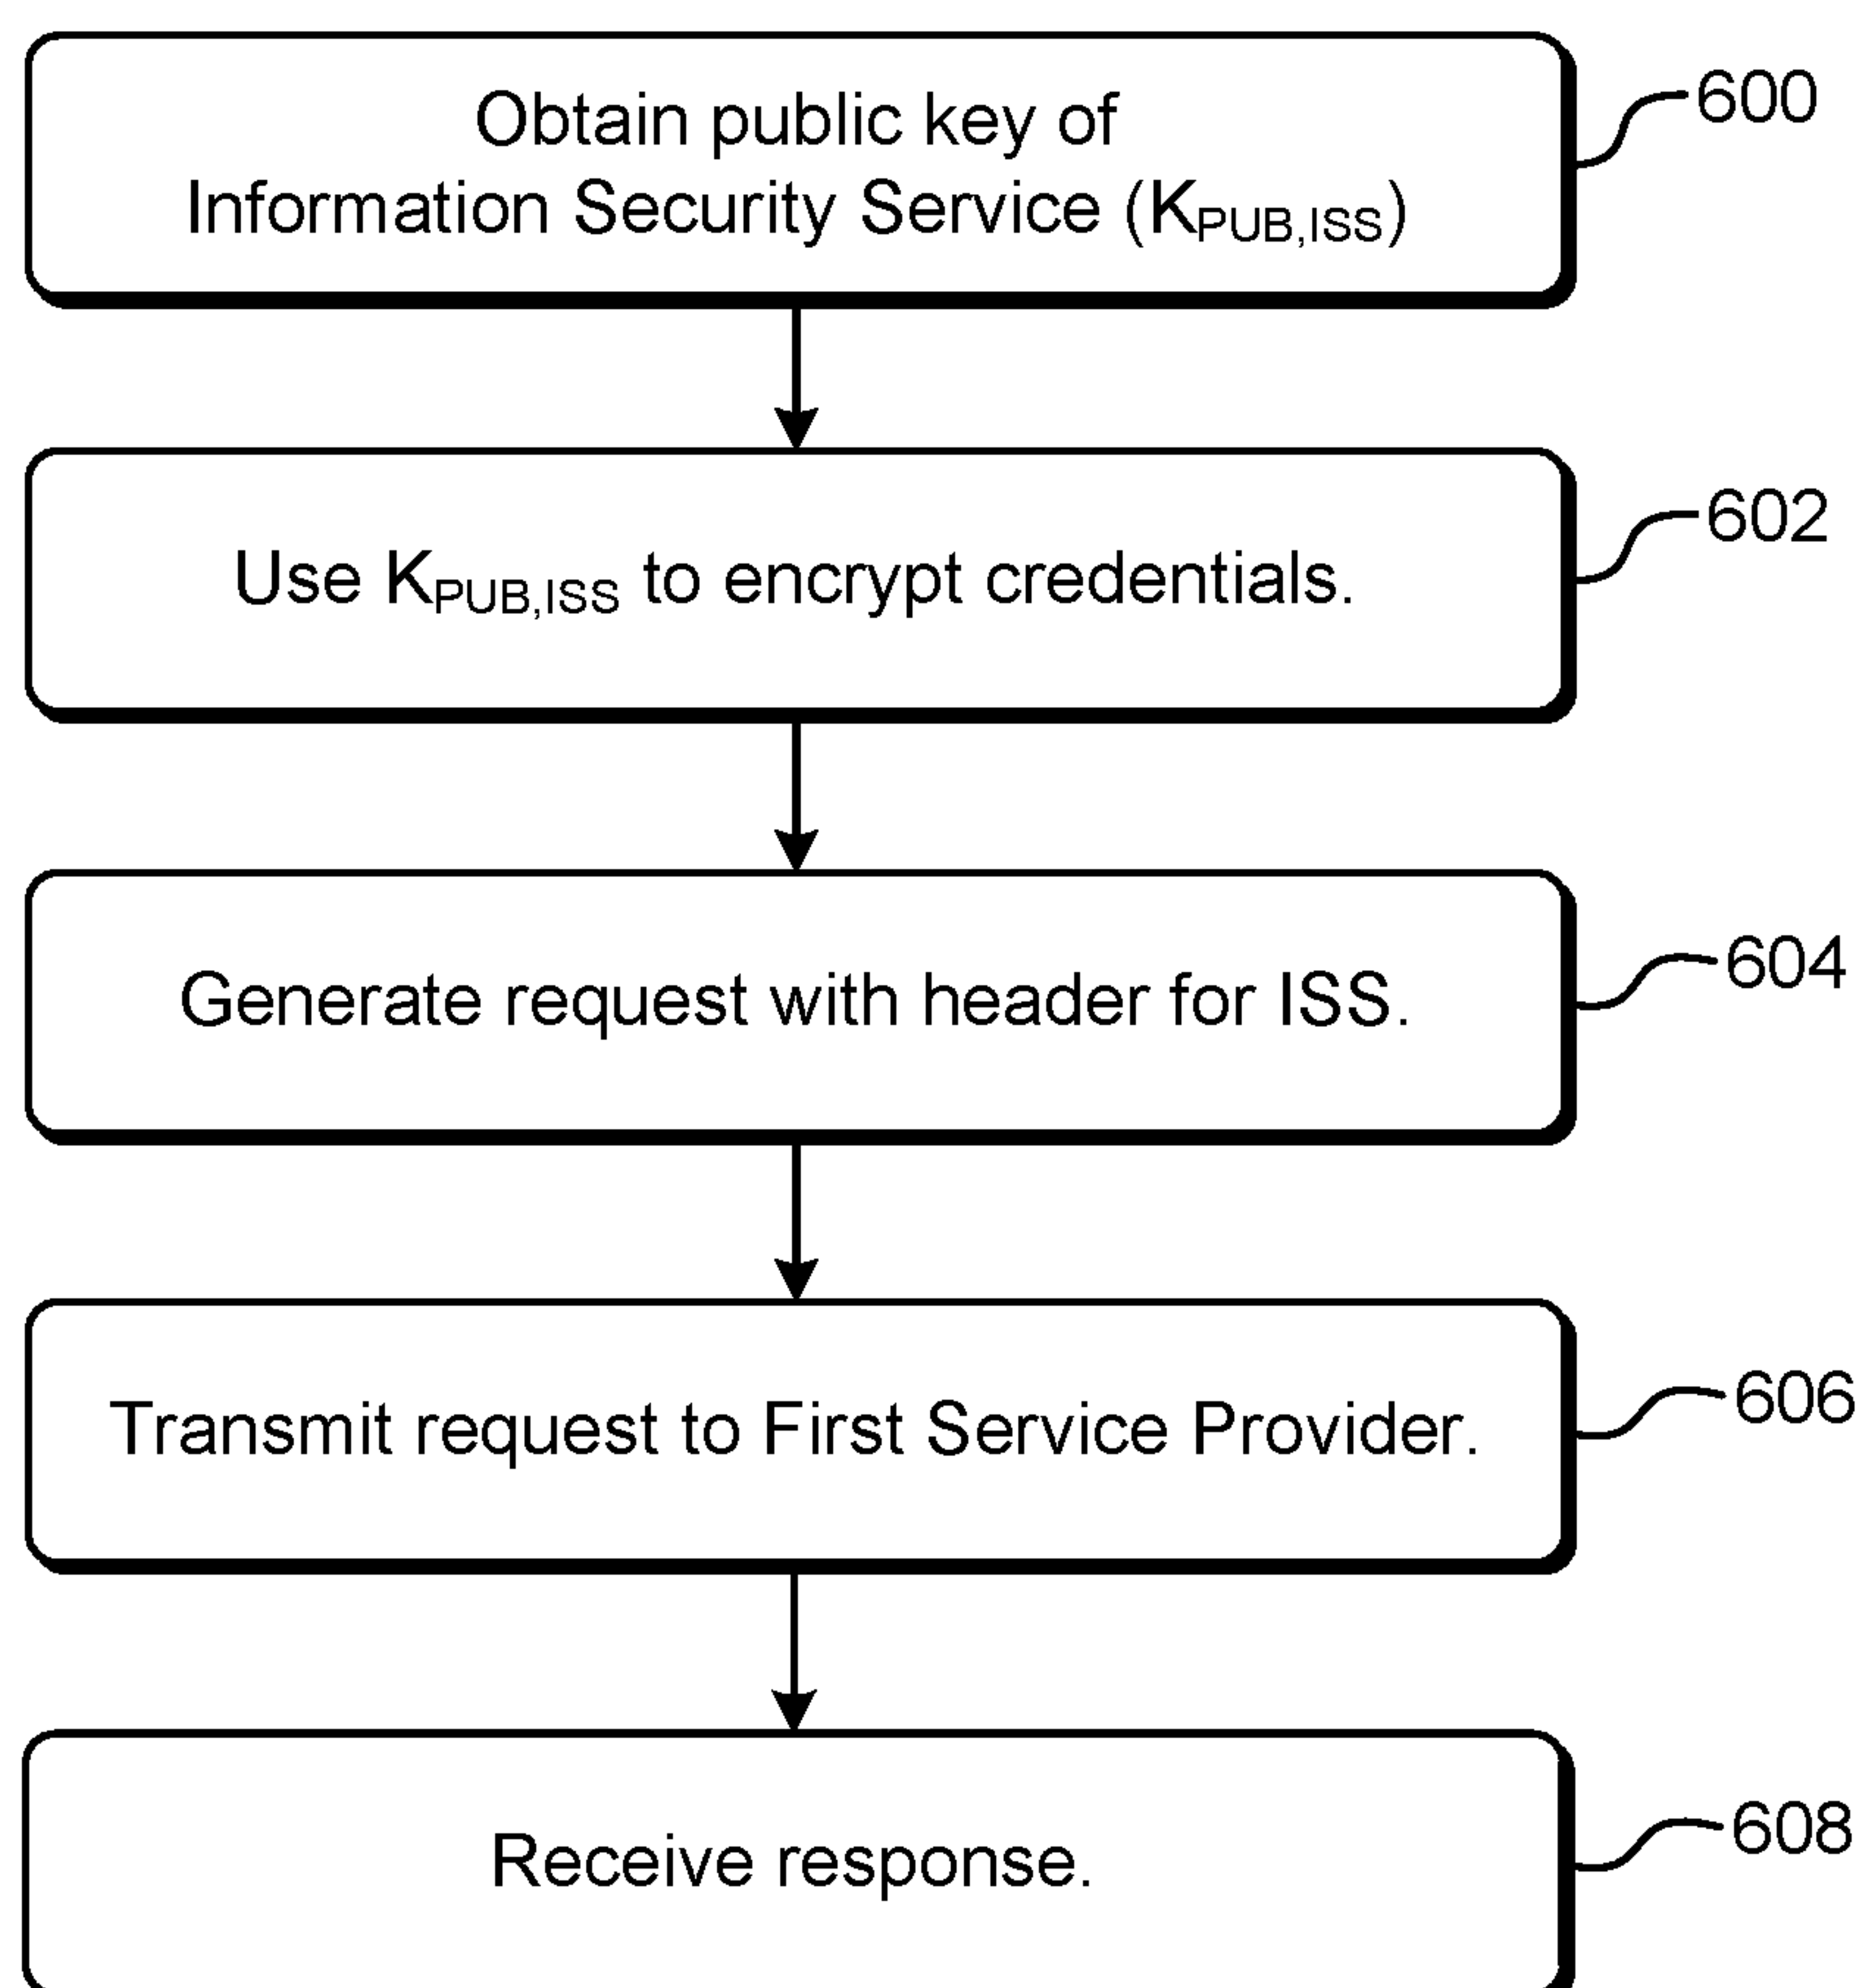 Obtain public key of
Information Security Service (KPUB,ISS)
600
Use KPUB,ISS to encrypt credentials.
602
Generate request with header for ISS.
604
Transmit request to First Service Provider.
606
Receive response.
608